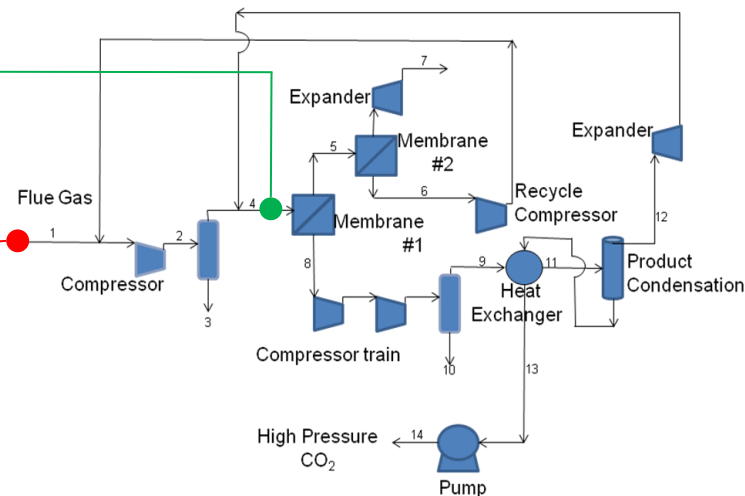 7
Expander
Expander
5
Membrane
#2
Flue Gas
6
Recycle
Compressor
4
12
1
2
Membrane
#1
Compressor
8
9
11
Product
Condensation
3
Heat
Exchanger
Compressor train
10
13
High Pressure
CO2
14
Pump